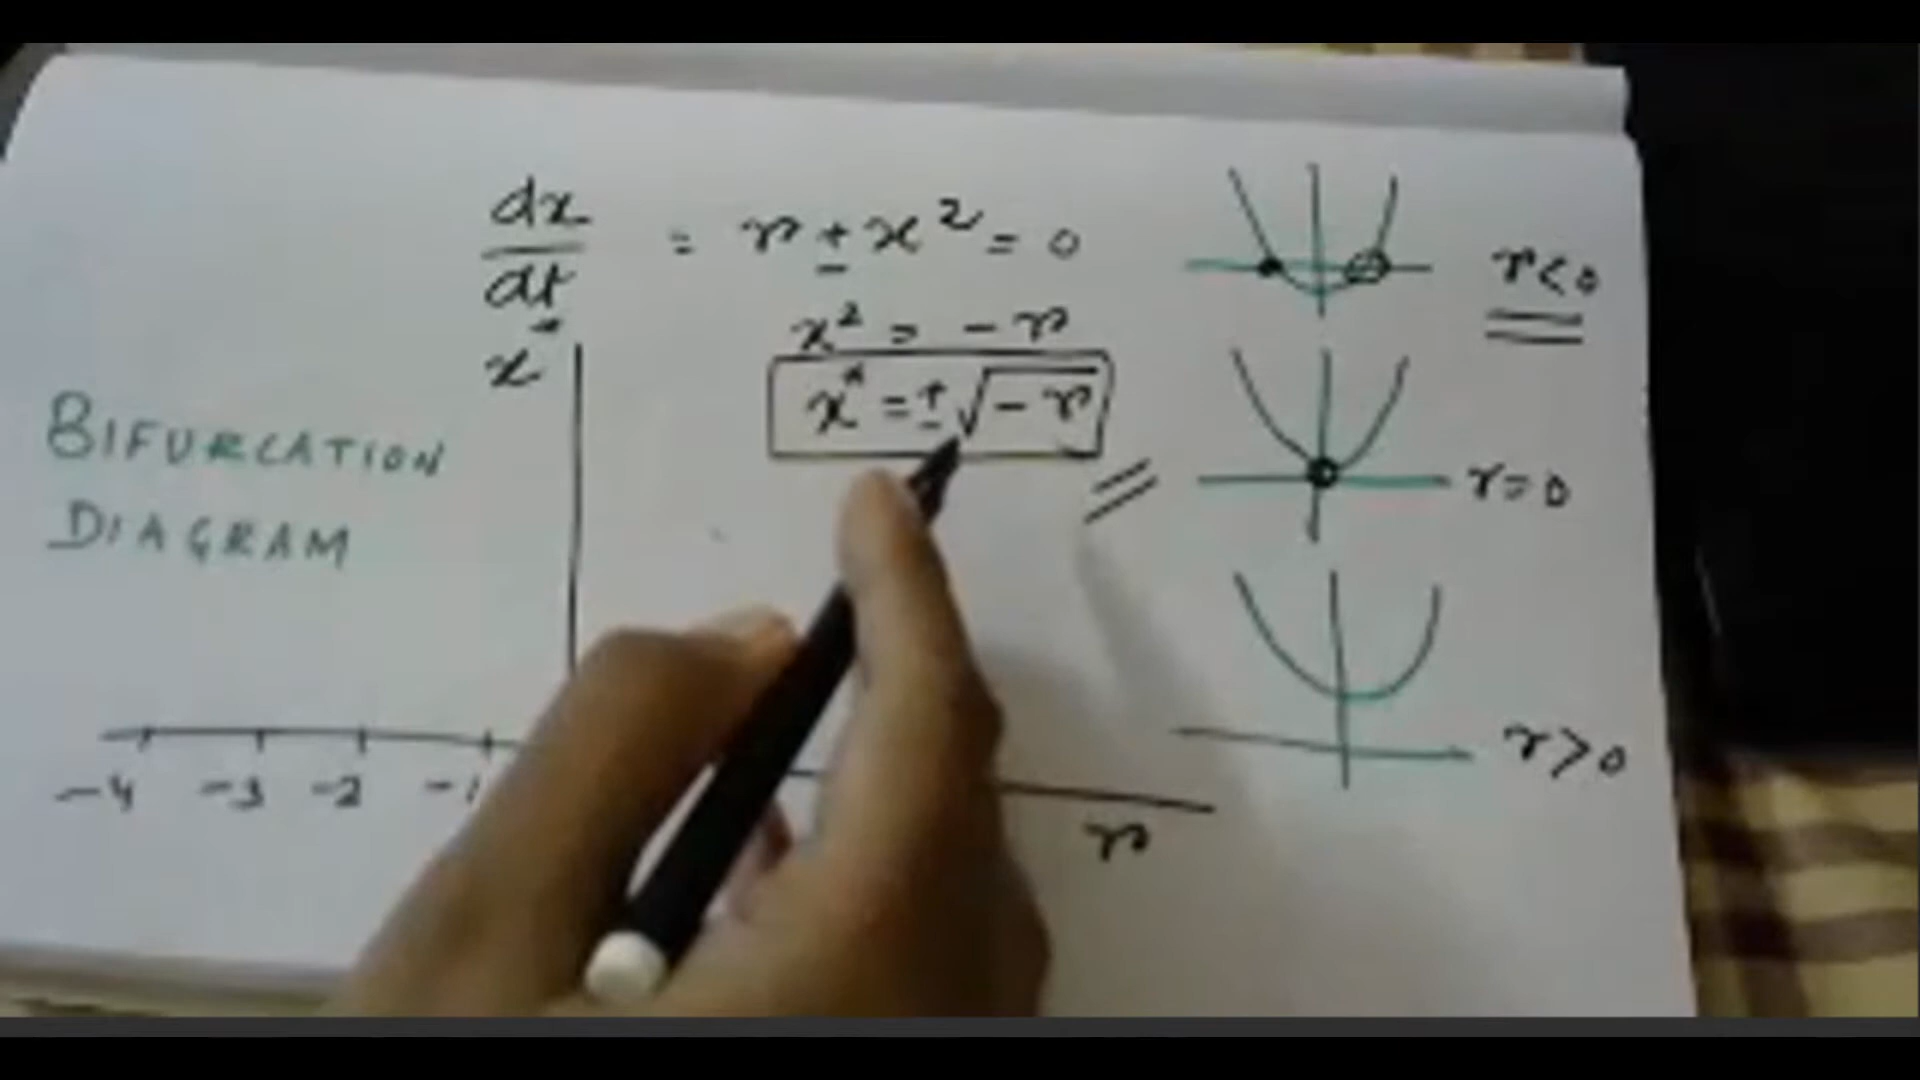 dx/dt = r + x² = 0
x² = -r
x* = ± √-r
x*
BIFURCATION
DIAGRAM
-4 -3 -2 -1
r
r<0
r=0
r>0